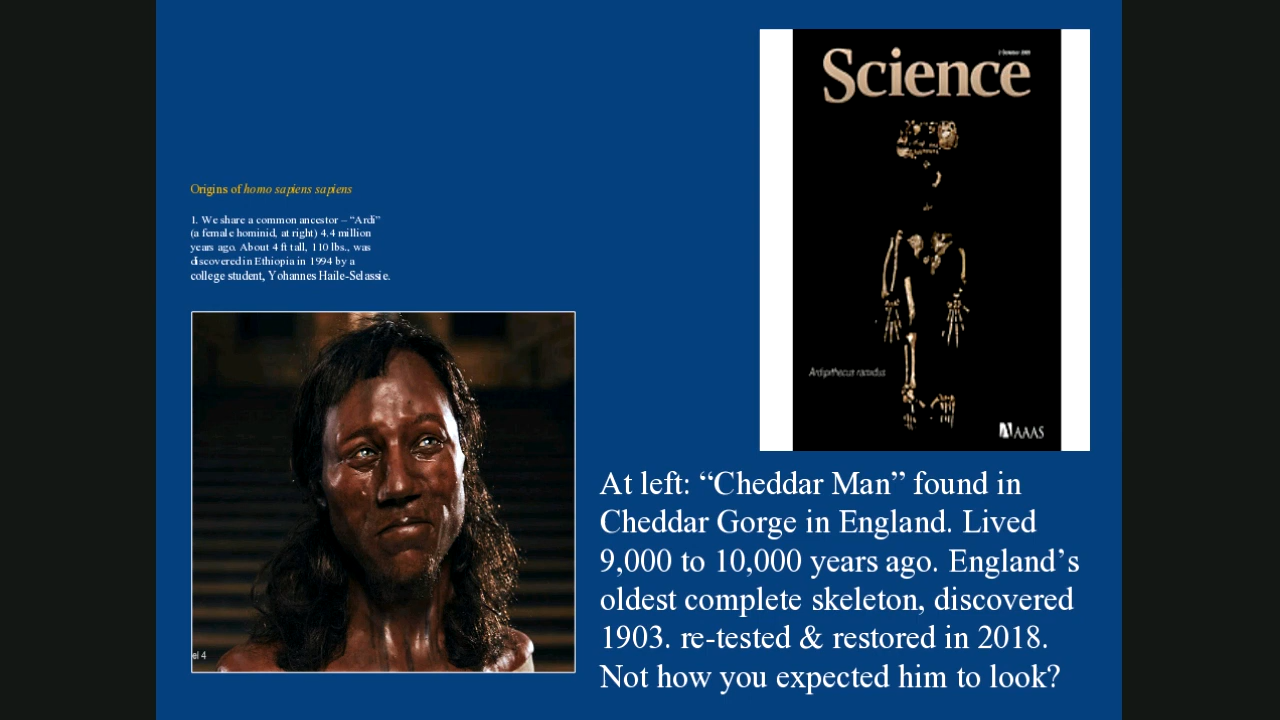 Science
2 October 2009
Origins of homo sapiens sapiens
1. We share a common ancestor – “Ardi”
(a female hominid, at right) 4.4 million
years ago. About 4 ft tall, 110 lbs., was
discovered in Ethiopia in 1994 by a
college student, Yohannes Haile-Selassie.
Ardipithecus ramidus
AAAS
el 4
At left: “Cheddar Man” found in
Cheddar Gorge in England. Lived
9,000 to 10,000 years ago. England’s
oldest complete skeleton, discovered
1903. re-tested & restored in 2018.
Not how you expected him to look?